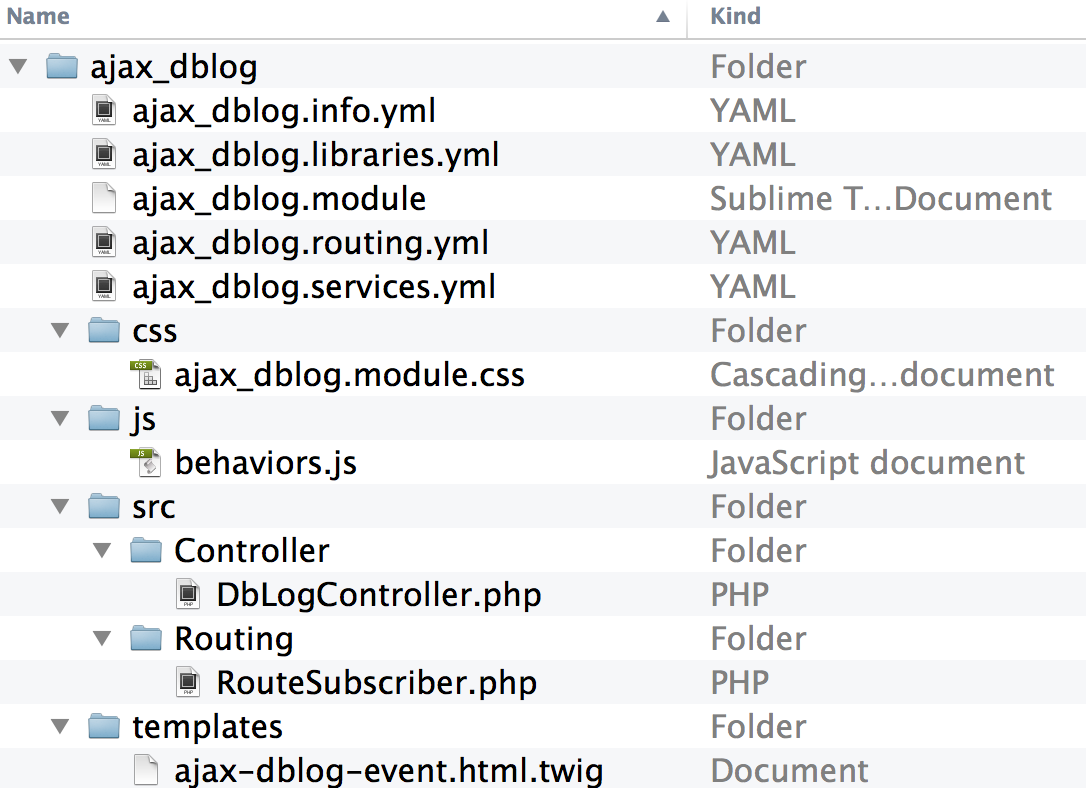 Name Kind
ajax_dblog Folder
ajax_dblog.info.yml YAML
ajax_dblog.libraries.yml YAML
ajax_dblog.module Sublime T...Document
ajax_dblog.routing.yml YAML
ajax_dblog.services.yml YAML
css Folder
ajax_dblog.module.css Cascading...document
js Folder
behaviors.js JavaScript document
src Folder
Controller Folder
DbLogController.php PHP
Routing Folder
RouteSubscriber.php PHP
templates Folder
ajax-dblog-event.html.twig Document